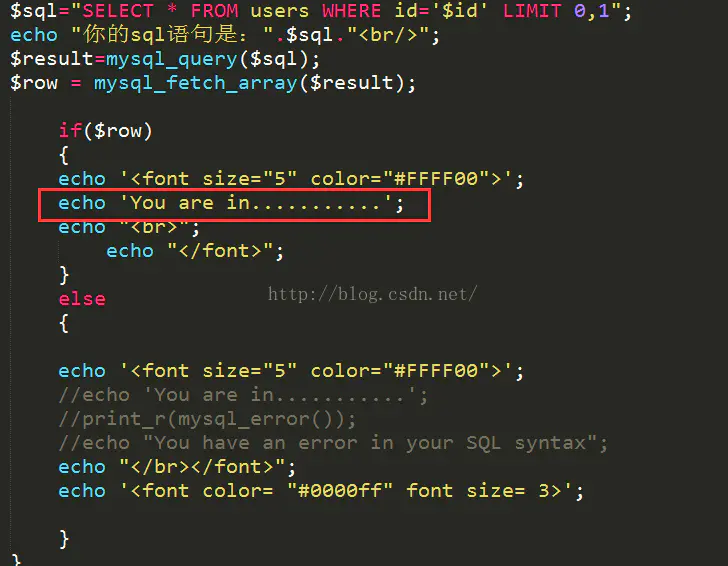 $sql="SELECT * FROM users WHERE id='$id' LIMIT 0,1";
echo "你的sql语句是：".$sql."<br/>";
$result=mysql_query($sql);
$row = mysql_fetch_array($result);
if($row)
{
echo '<font size="5" color="#FFFF00">';
echo 'You are in...........';
echo "<br>";
echo "</font>";
}
else
http://blog.csdn.net/
{
echo '<font size="5" color="#FFFF00">';
//echo 'You are in...........';
//print_r(mysql_error());
//echo "You have an error in your SQL syntax";
echo "</br></font>";
echo '<font color= "#0000ff" font size= 3>';
}
}